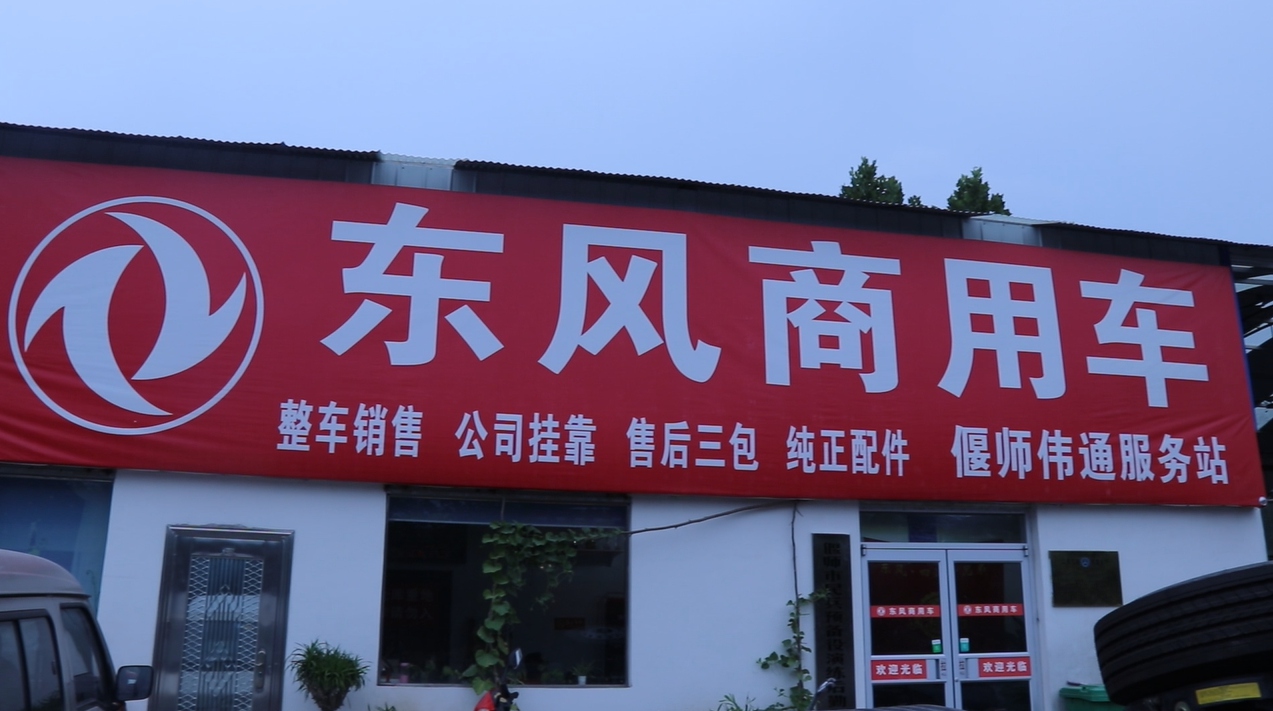 东风商用车
整车销售 公司挂靠 售后三包 纯正配件 偃师伟通服务站
东风商用车 东风商用车
欢迎光临 欢迎光临